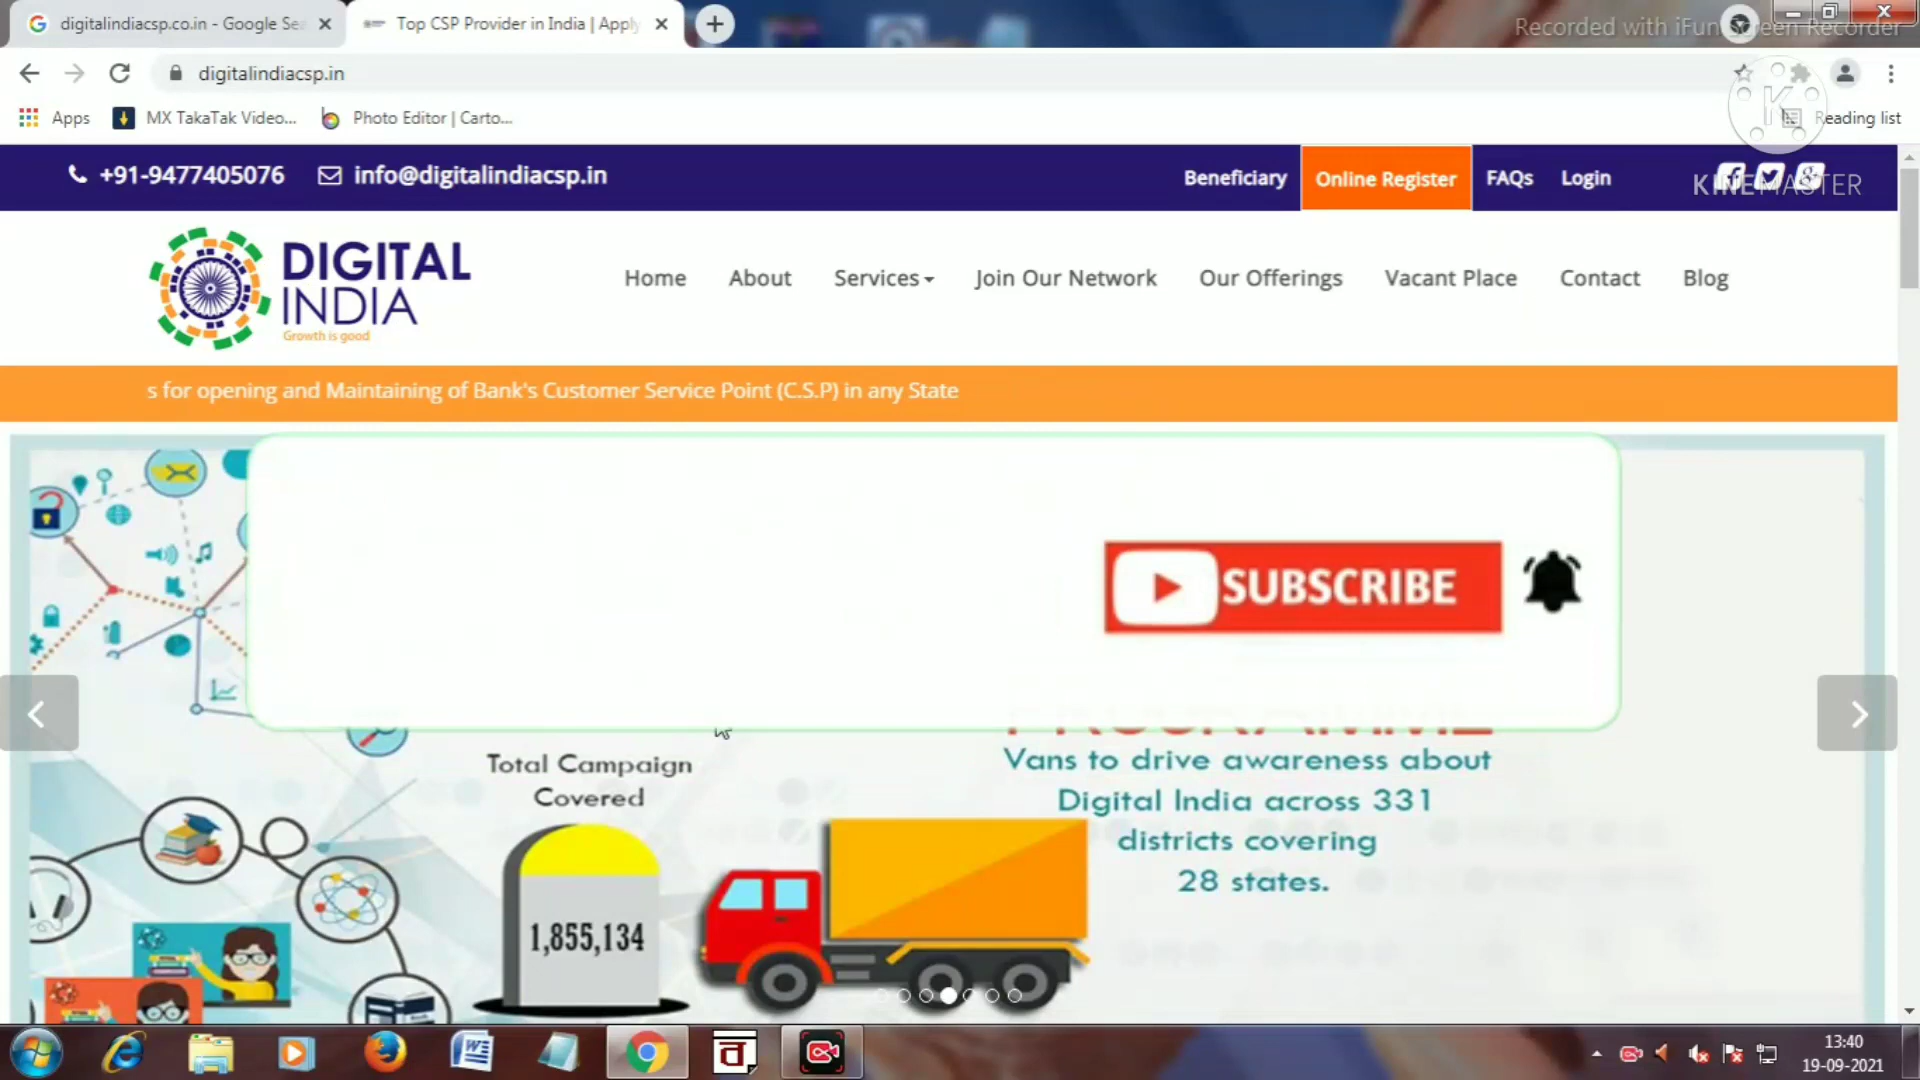 digitalindiacsp.co.in - Google Se
Top CSP Provider in India | Apply
Recorded with iFun Screen Recorder
digitalindiacsp.in
Apps
MX TakaTak Video...
Photo Editor | Carto...
Reading list
+91-9477405076
info@digitalindiacsp.in
Beneficiary
Online Register
FAQs
Login
KINEMASTER
DIGITAL
INDIA
Growth is good
Home
About
Services
Join Our Network
Our Offerings
Vacant Place
Contact
Blog
s for opening and Maintaining of Bank's Customer Service Point (C.S.P) in any State
SUBSCRIBE
Total Campaign
Covered
1,855,134
Vans to drive awareness about
Digital India across 331
districts covering
28 states.
13:40
19-09-2021